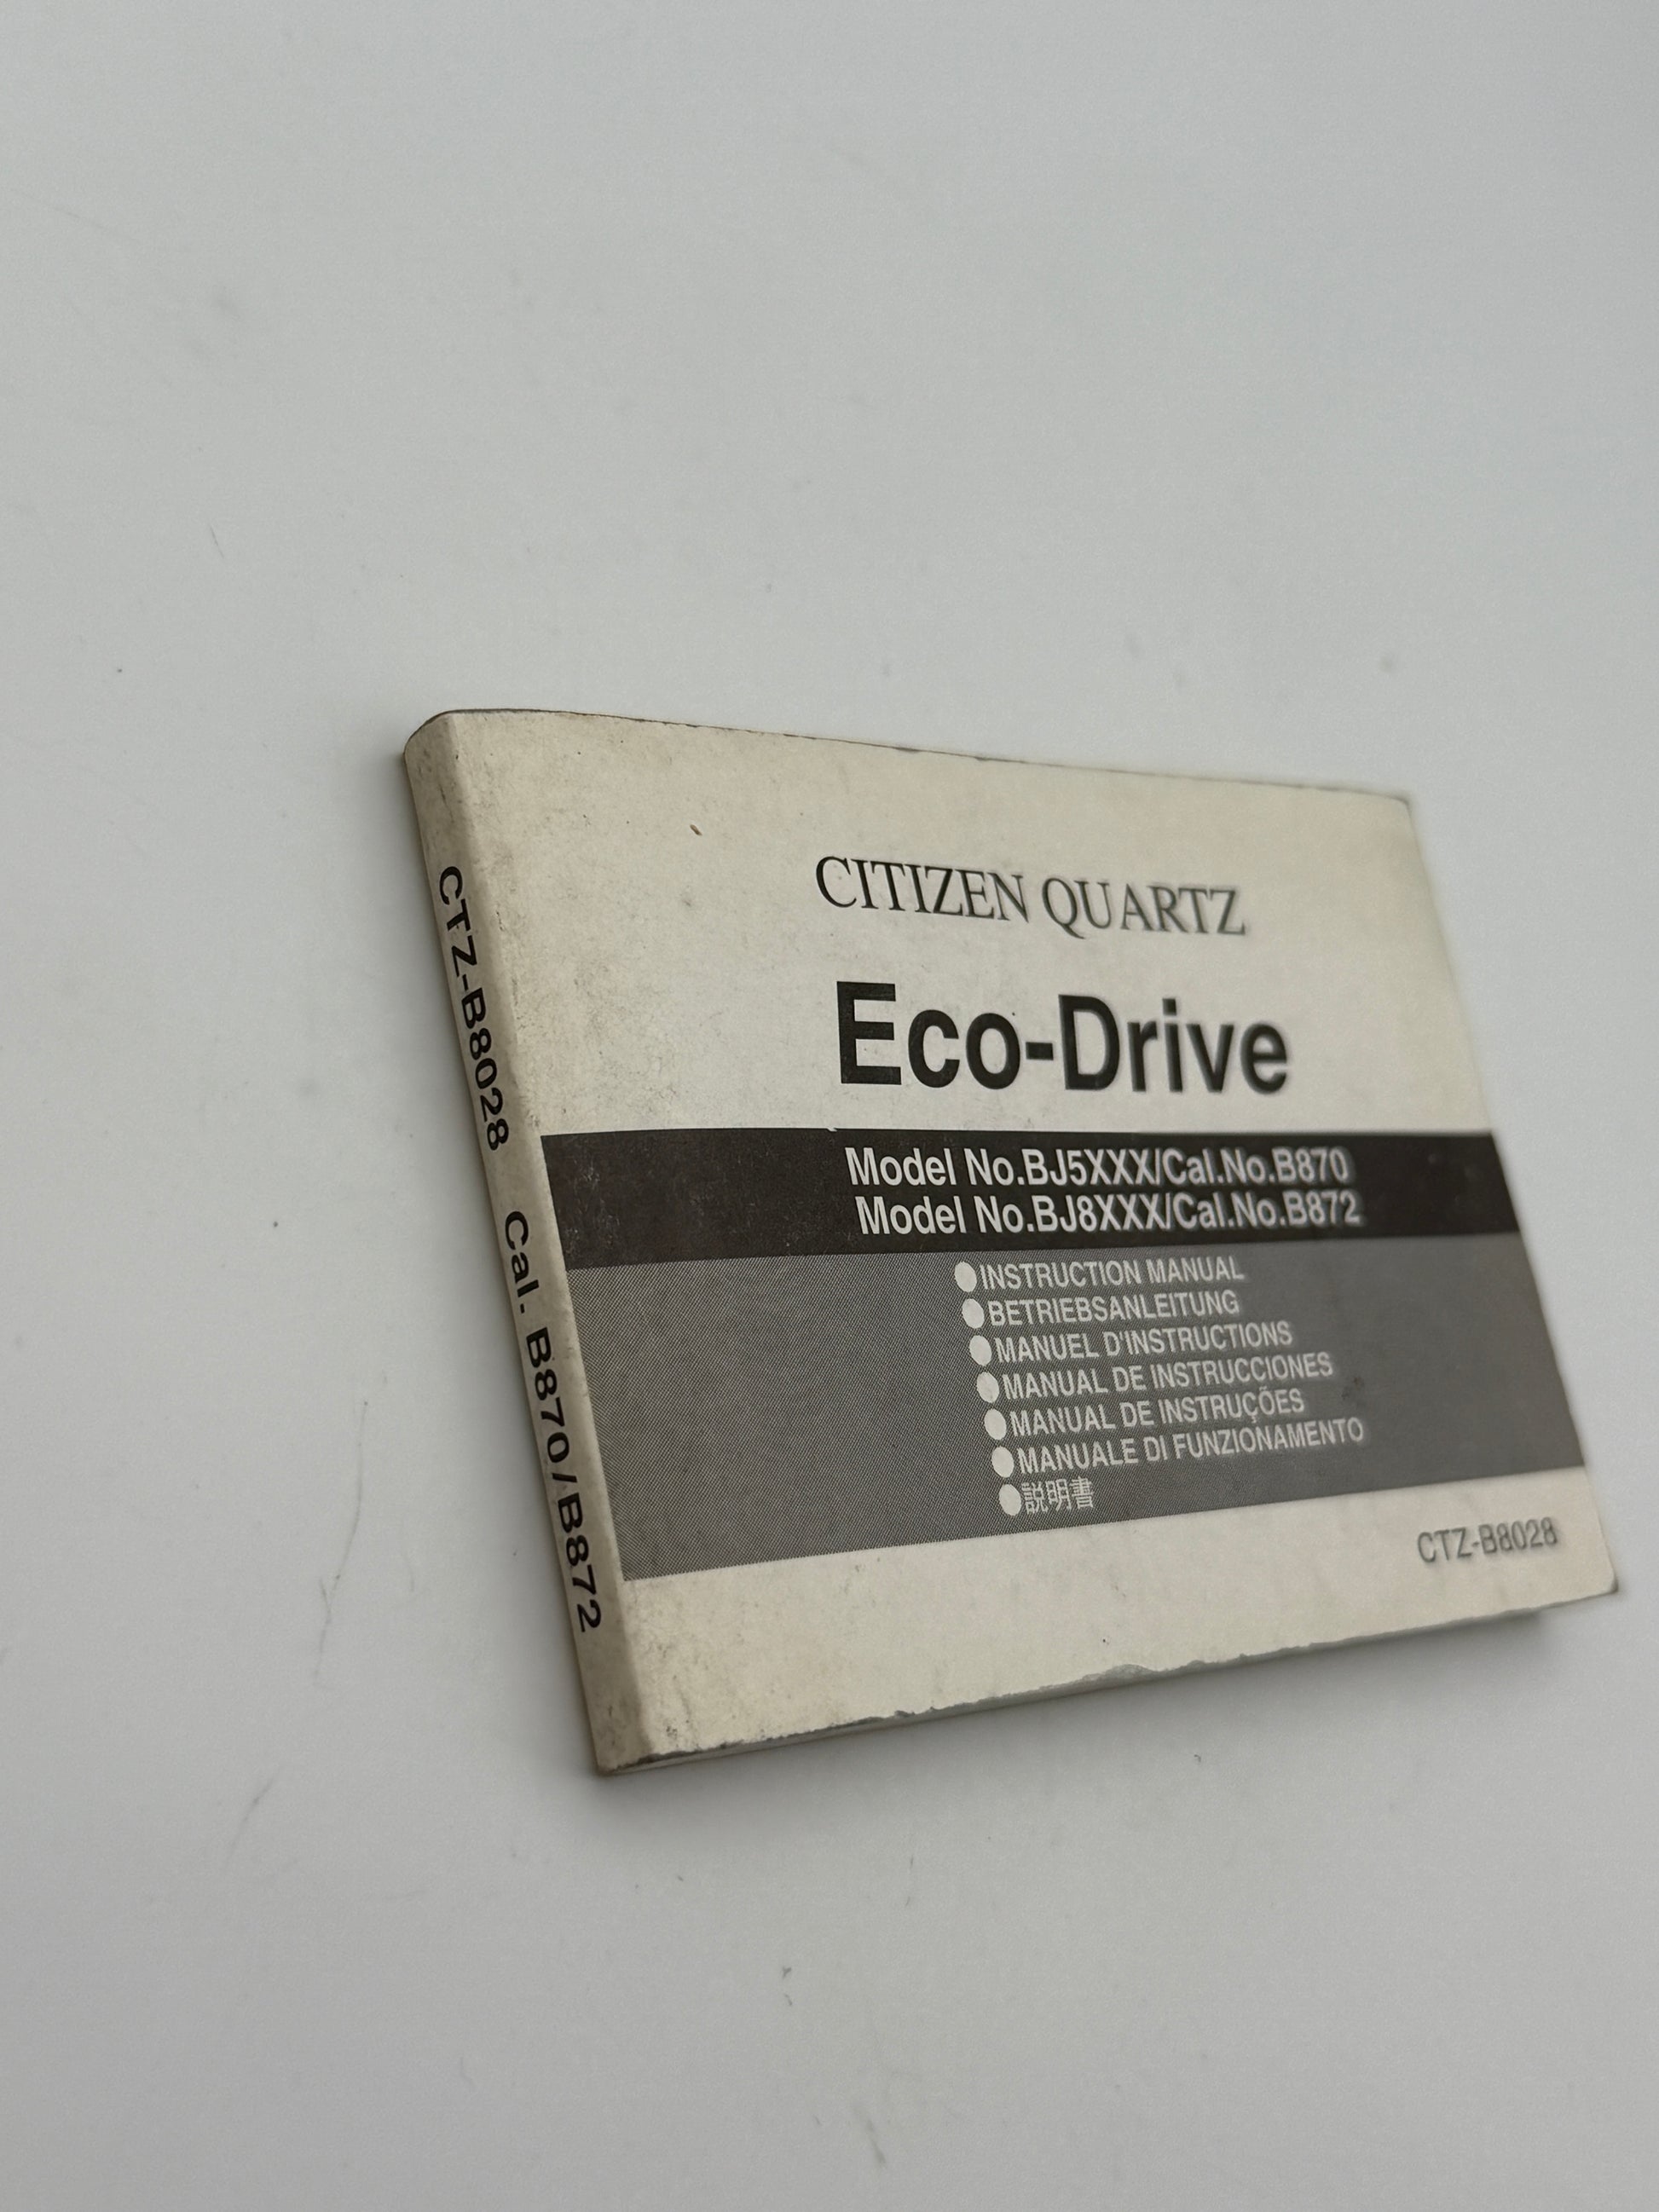 CTZ-B8028 Cal. B870/B872
CITIZEN QUARTZ
Eco-Drive
Model No.BJ5XXX/Cal.No.B870
Model No.BJ8XXX/Cal.No.B872
●INSTRUCTION MANUAL
●BETRIEBSANLEITUNG
●MANUEL D'INSTRUCTIONS
●MANUAL DE INSTRUCCIONES
●MANUAL DE INSTRUÇÕES
●MANUALE DI FUNZIONAMENTO
●説明書
CTZ-B8028